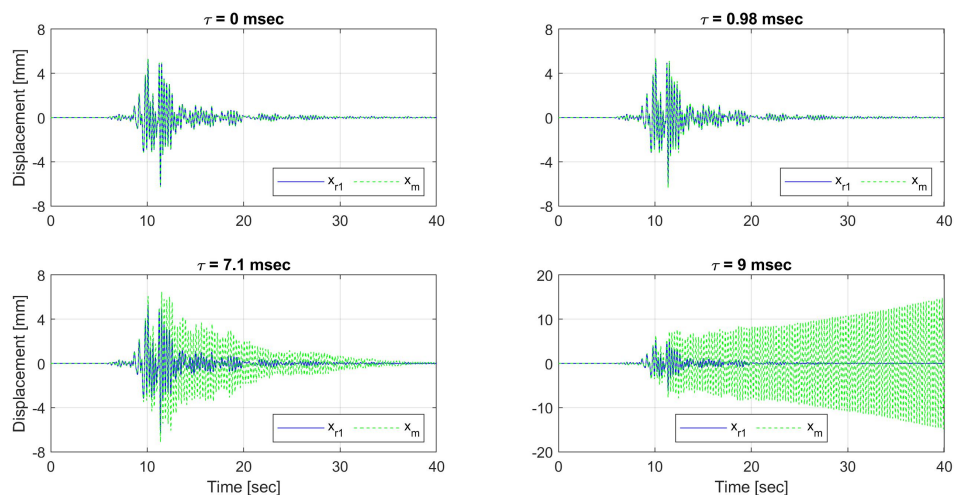 τ = 0 msec
Displacement [mm]
8
4
0
-4
-8
x_r1 x_m
0 10 20 30 40
τ = 0.98 msec
8
4
0
-4
-8
x_r1 x_m
0 10 20 30 40
τ = 7.1 msec
Displacement [mm]
8
4
0
-4
-8
x_r1 x_m
0 10 20 30 40
Time [sec]
τ = 9 msec
20
10
0
-10
-20
x_r1 x_m
0 10 20 30 40
Time [sec]